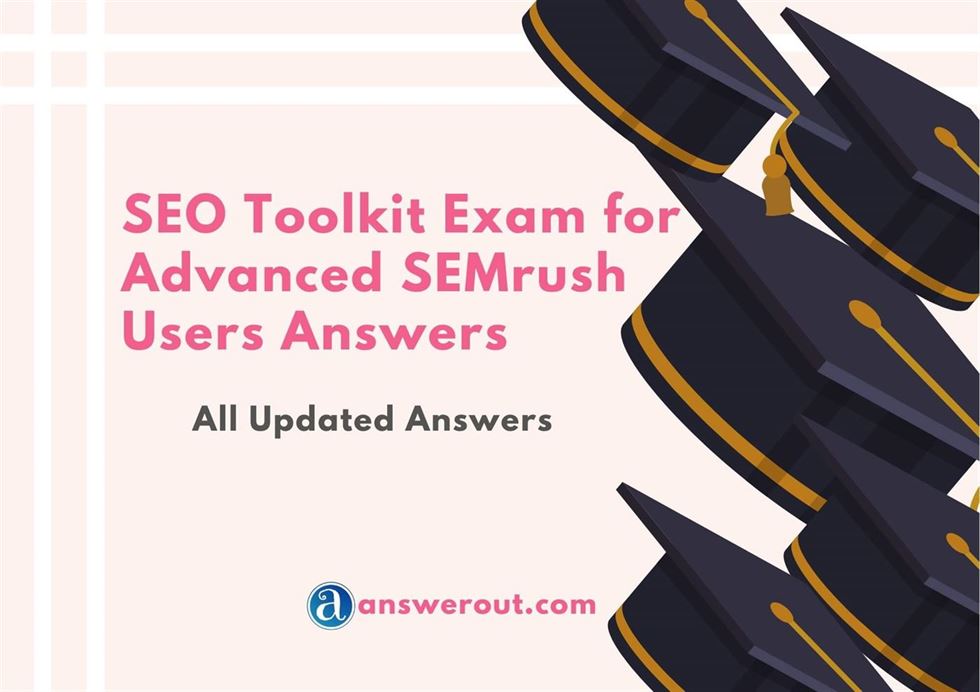 SEO Toolkit Exam for
Advanced SEMrush
Users Answers
All Updated Answers
a answerout.com